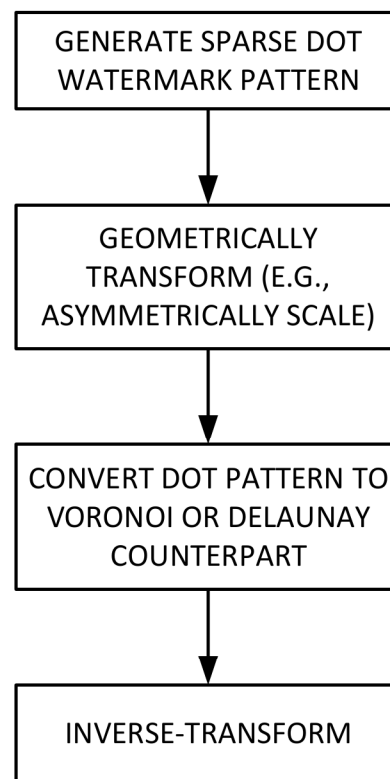 GENERATE SPARSE DOT
WATERMARK PATTERN
GEOMETRICALLY
TRANSFORM (E.G.,
ASYMMETRICALLY SCALE)
CONVERT DOT PATTERN TO
VORONOI OR DELAUNAY
COUNTERPART
INVERSE-TRANSFORM